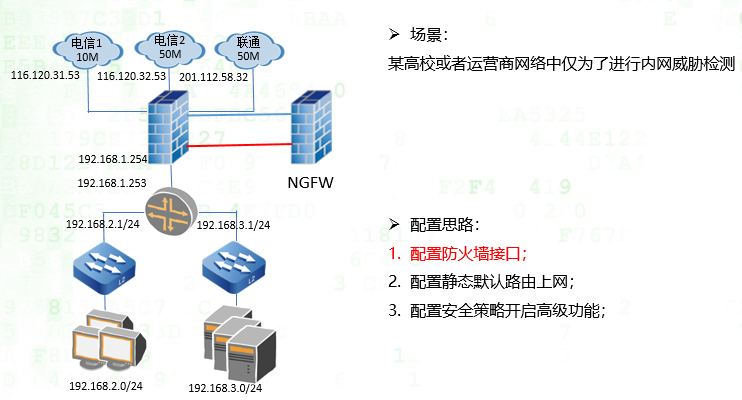 电信1
10M
电信2
50M
联通
50M
116.120.31.53
116.120.32.53
201.112.58.32
192.168.1.254
192.168.1.253
NGFW
192.168.2.1/24
192.168.3.1/24
L2
L2
192.168.2.0/24
192.168.3.0/24
➢ 场景：
某高校或者运营商网络中仅为了进行内网威胁检测
➢ 配置思路：
1. 配置防火墙接口；
2. 配置静态默认路由上网；
3. 配置安全策略开启高级功能；